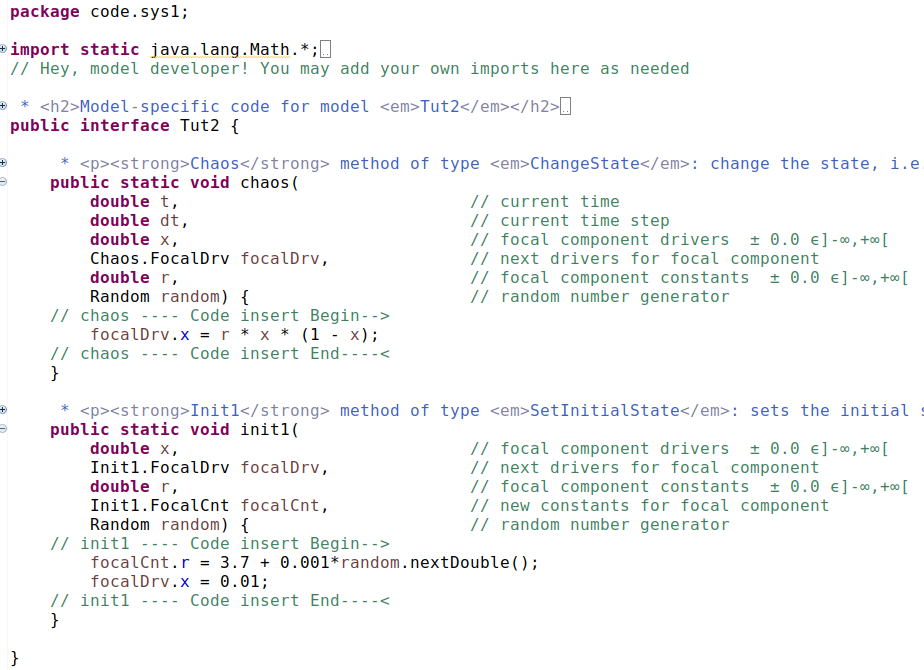 package code.sys1;
import static java.lang.Math.*;
// Hey, model developer! You may add your own imports here as needed
* <h2>Model-specific code for model <em>Tut2</em></h2>
public interface Tut2 {
* <p><strong>Chaos</strong> method of type <em>ChangeState</em>: change the state, i.e.
public static void chaos(
double t, // current time
double dt, // current time step
double x, // focal component drivers ± 0.0 ϵ]-∞,+∞[
Chaos.FocalDrv focalDrv, // next drivers for focal component
double r, // focal component constants ± 0.0 ϵ]-∞,+∞[
Random random) { // random number generator
// chaos ---- Code insert Begin-->
focalDrv.x = r * x * (1 - x);
// chaos ---- Code insert End----<
}
* <p><strong>Init1</strong> method of type <em>SetInitialState</em>: sets the initial s
public static void init1(
double x, // focal component drivers ± 0.0 ϵ]-∞,+∞[
Init1.FocalDrv focalDrv, // next drivers for focal component
double r, // focal component constants ± 0.0 ϵ]-∞,+∞[
Init1.FocalCnt focalCnt, // new constants for focal component
Random random) { // random number generator
// init1 ---- Code insert Begin-->
focalCnt.r = 3.7 + 0.001*random.nextDouble();
focalDrv.x = 0.01;
// init1 ---- Code insert End----<
}
}